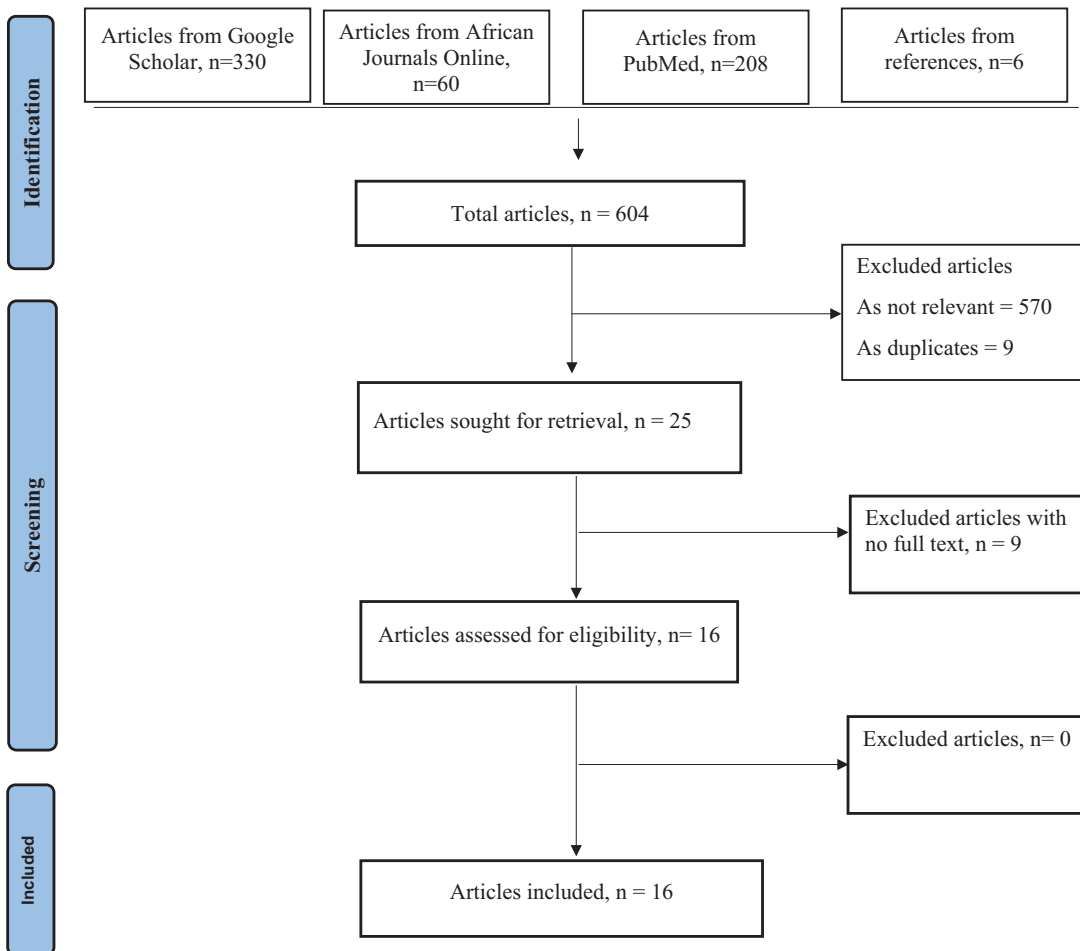 Identification
Articles from Google
Scholar, n=330
Articles from African
Journals Online,
n=60
Articles from
PubMed, n=208
Articles from
references, n=6
Total articles, n = 604
Excluded articles
As not relevant = 570
As duplicates = 9
Screening
Articles sought for retrieval, n = 25
Excluded articles with
no full text, n = 9
Articles assessed for eligibility, n= 16
Excluded articles, n= 0
Included
Articles included, n = 16